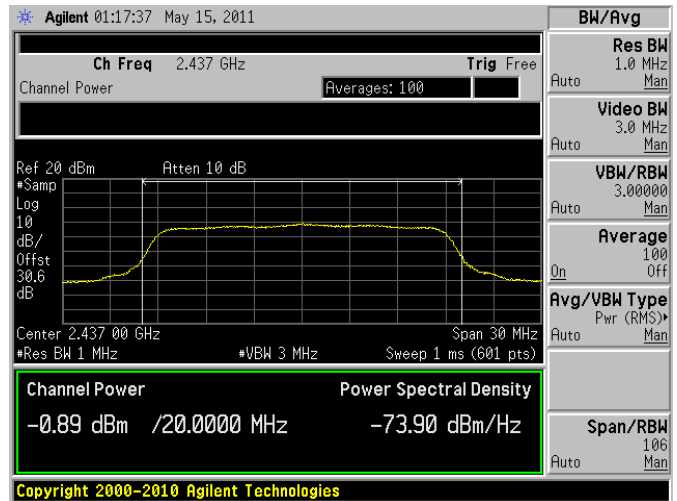 Agilent 01:17:37 May 15, 2011
BW/Avg
Ch Freq 2.437 GHz Trig Free
Channel Power Averages: 100
Ref 20 dBm Atten 10 dB
#Samp
Log
10
dB/
Offst
30.6
dB
Center 2.437 00 GHz Span 30 MHz
#Res BW 1 MHz #VBW 3 MHz Sweep 1 ms (601 pts)
Channel Power Power Spectral Density
-0.89 dBm /20.0000 MHz -73.90 dBm/Hz
Res BW
1.0 MHz
Auto Man
Video BW
3.0 MHz
Auto Man
VBW/RBW
3.00000
Auto Man
Average
100
On Off
Avg/VBW Type
Pwr (RMS)▸
Auto Man
Span/RBW
106
Auto Man
Copyright 2000-2010 Agilent Technologies